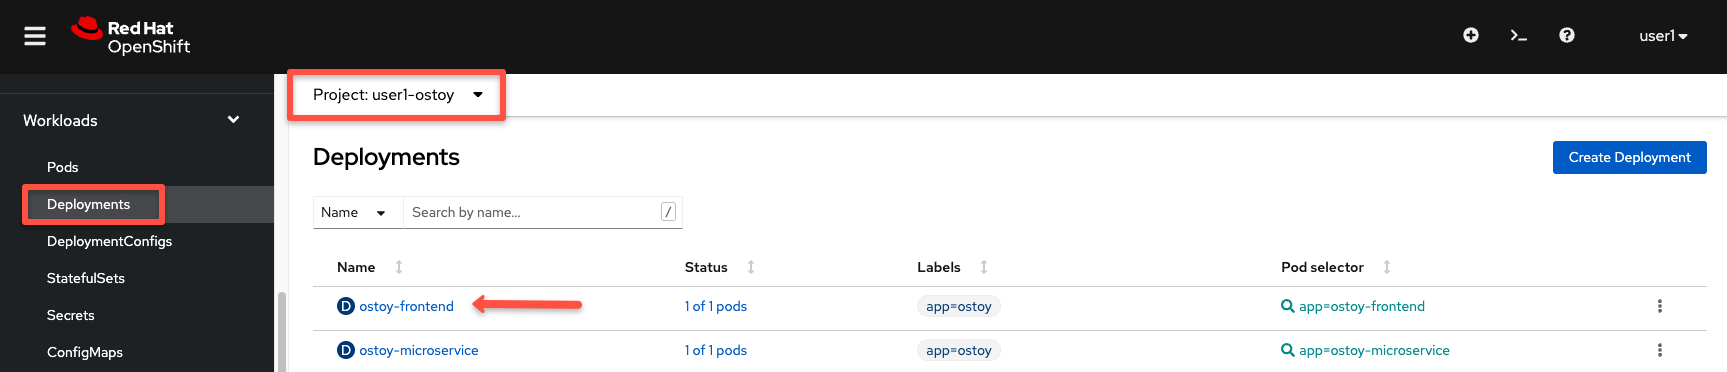 Red Hat
OpenShift
user1
Workloads
Pods
Deployments
DeploymentConfigs
StatefulSets
Secrets
ConfigMaps
Project: user1-ostoy
Deployments
Create Deployment
Name
Search by name...
/
Name Status Labels Pod selector
D ostoy-frontend 1 of 1 pods app=ostoy app=ostoy-frontend
D ostoy-microservice 1 of 1 pods app=ostoy app=ostoy-microservice